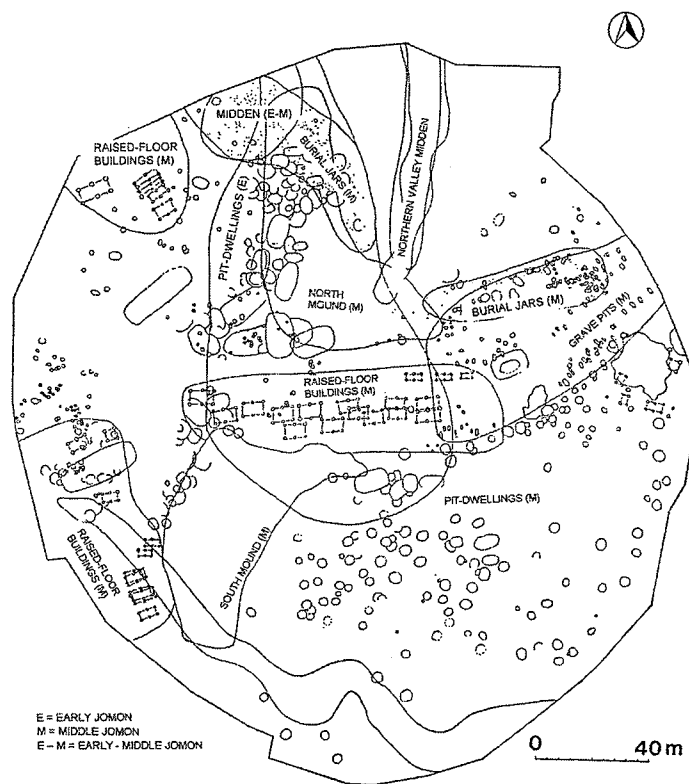 MIDDEN (E-M)
RAISED-FLOOR
BUILDINGS (M)
BURIAL JARS (M)
NORTHERN VALLEY MIDDEN
PIT-DWELLINGS (E)
NORTH
MOUND (M)
BURIAL JARS (M)
GRAVE PITS (M)
RAISED-FLOOR
BUILDINGS (M)
PIT-DWELLINGS (M)
SOUTH MOUND (M)
RAISED-FLOOR
BUILDINGS (M)
E = EARLY JOMON
M = MIDDLE JOMON
E – M = EARLY - MIDDLE JOMON
0 40 m